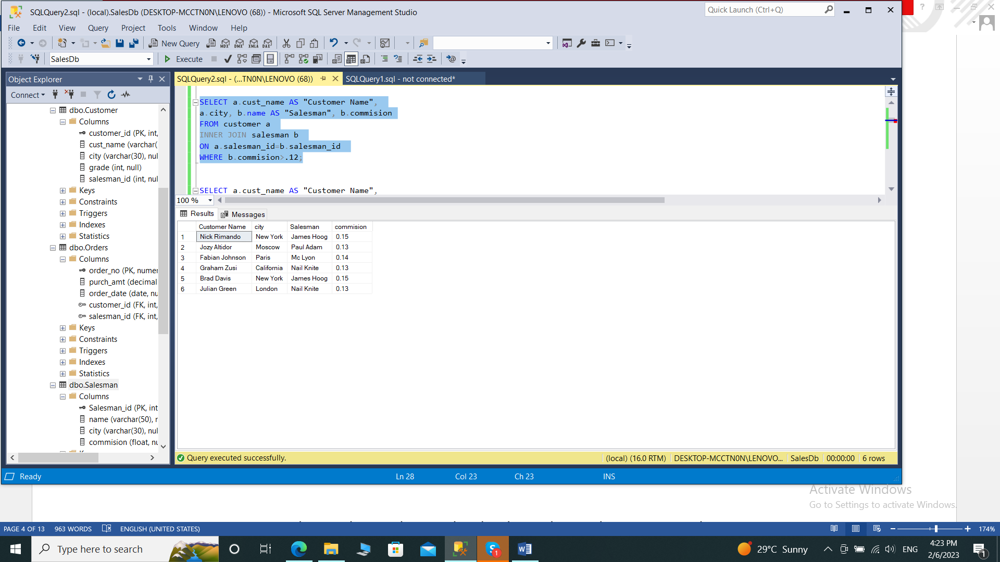 SQLQuery2.sql - (local).SalesDb (DESKTOP-MCCTN0N\LENOVO (68)) - Microsoft SQL Server Management Studio
Quick Launch (Ctrl+Q)
File Edit View Query Project Tools Window Help
New Query MDX DMX XMLA DAX
SalesDb Execute
Object Explorer
Connect
dbo.Customer
Columns
customer_id (PK, int,
cust_name (varchar(
city (varchar(30), nul
grade (int, null)
salesman_id (int, nul
Keys
Constraints
Triggers
Indexes
Statistics
dbo.Orders
Columns
order_no (PK, numer
purch_amt (decimal
order_date (date, nu
customer_id (FK, int,
salesman_id (FK, int,
Keys
Constraints
Triggers
Indexes
Statistics
dbo.Salesman
Columns
Salesman_id (PK, int
name (varchar(50), r
city (varchar(30), nul
commision (float, nu
SQLQuery2.sql - (...TN0N\LENOVO (68)) SQLQuery1.sql - not connected*
SELECT a.cust_name AS "Customer Name",
a.city, b.name AS "Salesman", b.commision
FROM customer a
INNER JOIN salesman b
ON a.salesman_id=b.salesman_id
WHERE b.commision>.12;
SELECT a.cust_name AS "Customer Name",
100 %
Results Messages
Customer Name city Salesman commision
1 Nick Rimando New York James Hoog 0.15
2 Jozy Altidor Moscow Paul Adam 0.13
3 Fabian Johnson Paris Mc Lyon 0.14
4 Graham Zusi California Nail Knite 0.13
5 Brad Davis New York James Hoog 0.15
6 Julian Green London Nail Knite 0.13
Query executed successfully. (local) (16.0 RTM) DESKTOP-MCCTN0N\LENOVO... SalesDb 00:00:00 6 rows
Ready Ln 28 Col 23 Ch 23 INS
Activate Windows
Go to Settings to activate Windows.
PAGE 4 OF 13 963 WORDS ENGLISH (UNITED STATES) 174%
Type here to search
29°C Sunny ENG
4:23 PM
2/6/2023
1
1